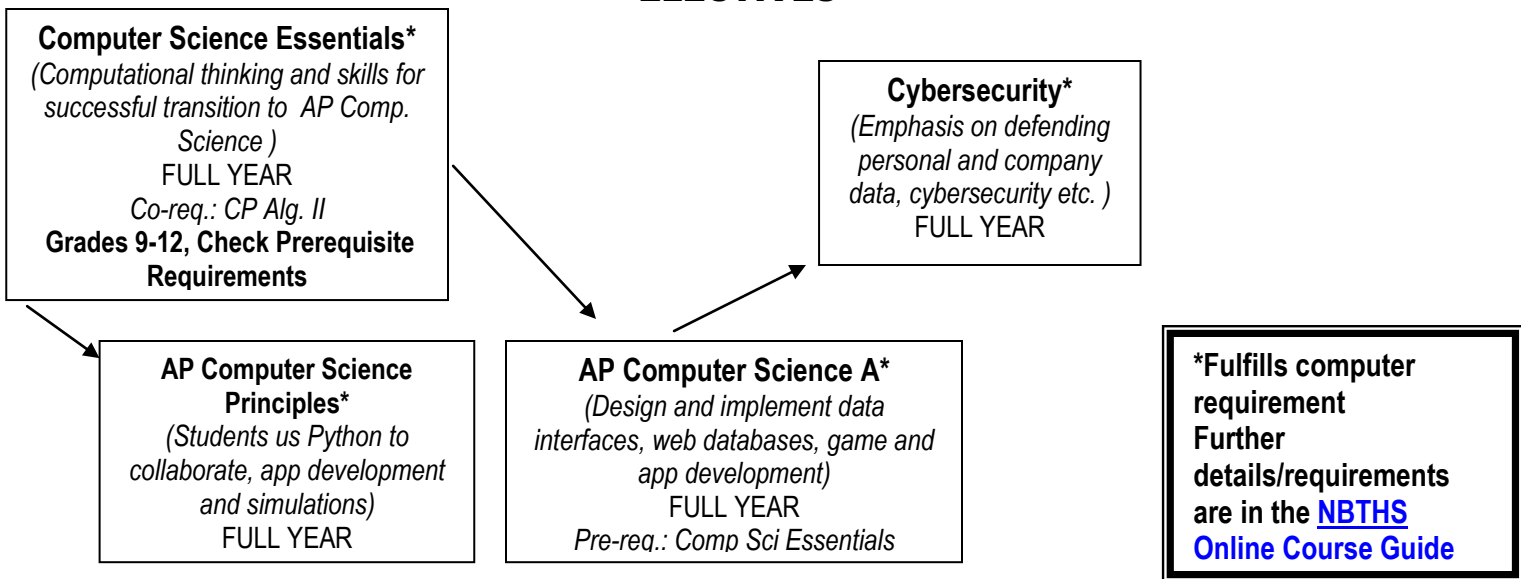 Computer Science Essentials*
(Computational thinking and skills for
successful transition to AP Comp.
Science )
FULL YEAR
Co-req.: CP Alg. II
Grades 9-12, Check Prerequisite
Requirements
Cybersecurity*
(Emphasis on defending
personal and company
data, cybersecurity etc. )
FULL YEAR
AP Computer Science
Principles*
(Students us Python to
collaborate, app development
and simulations)
FULL YEAR
AP Computer Science A*
(Design and implement data
interfaces, web databases, game and
app development)
FULL YEAR
Pre-req.: Comp Sci Essentials
*Fulfills computer
requirement
Further
details/requirements
are in the NBTHS
Online Course Guide